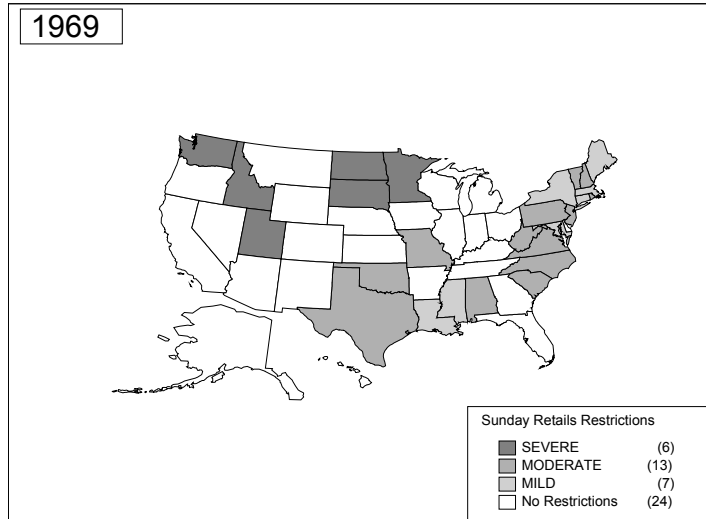 1969
Sunday Retails Restrictions
SEVERE (6)
MODERATE (13)
MILD (7)
No Restrictions (24)